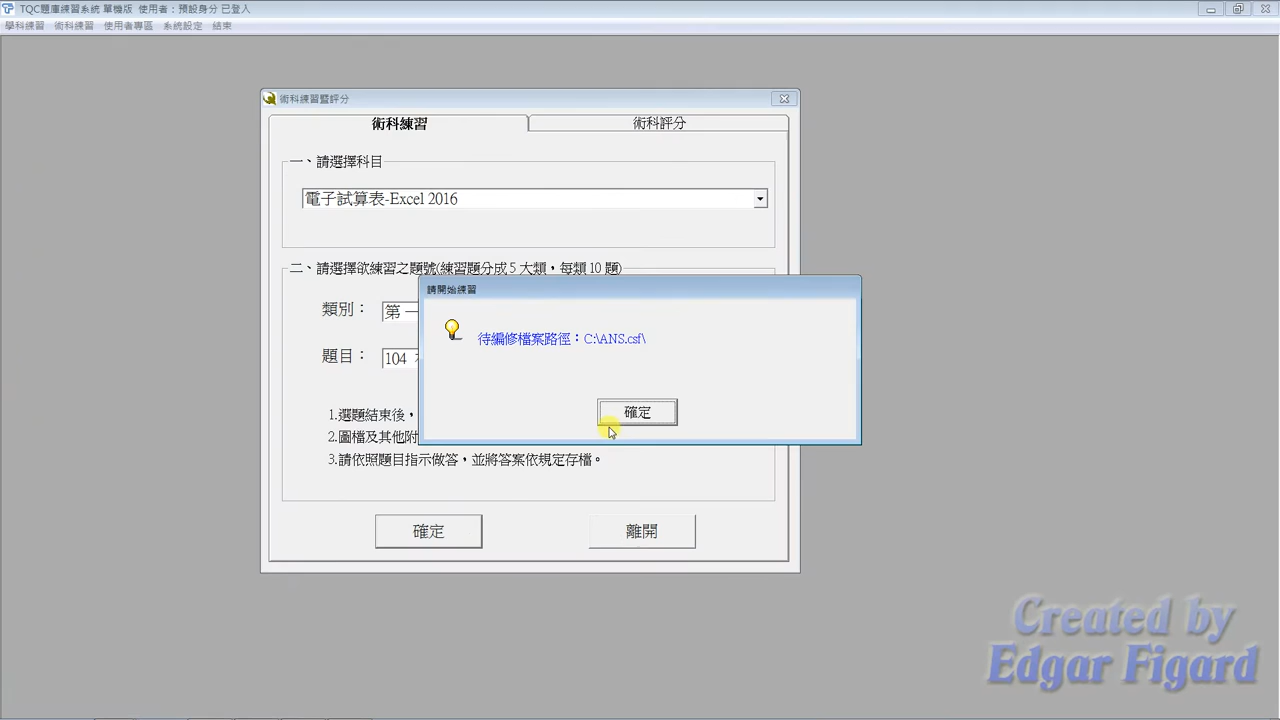 TQC題庫練習系統 單機版 使用者：預設身分 已登入
學科練習 術科練習 使用者專區 系統設定 結束
術科練習暨評分
術科練習 術科評分
一、請選擇科目
電子試算表-Excel 2016
二、請選擇欲練習之題號(練習題分成 5 大類，每類 10 題)
類別： 第一
題目： 104
請開始練習
待編修檔案路徑：C:\ANS.csf\
確定
1.選題結束後，
2.圖檔及其他附
3.請依照題目指示做答，並將答案依規定存檔。
確定 離開
Created by
Edgar Figard